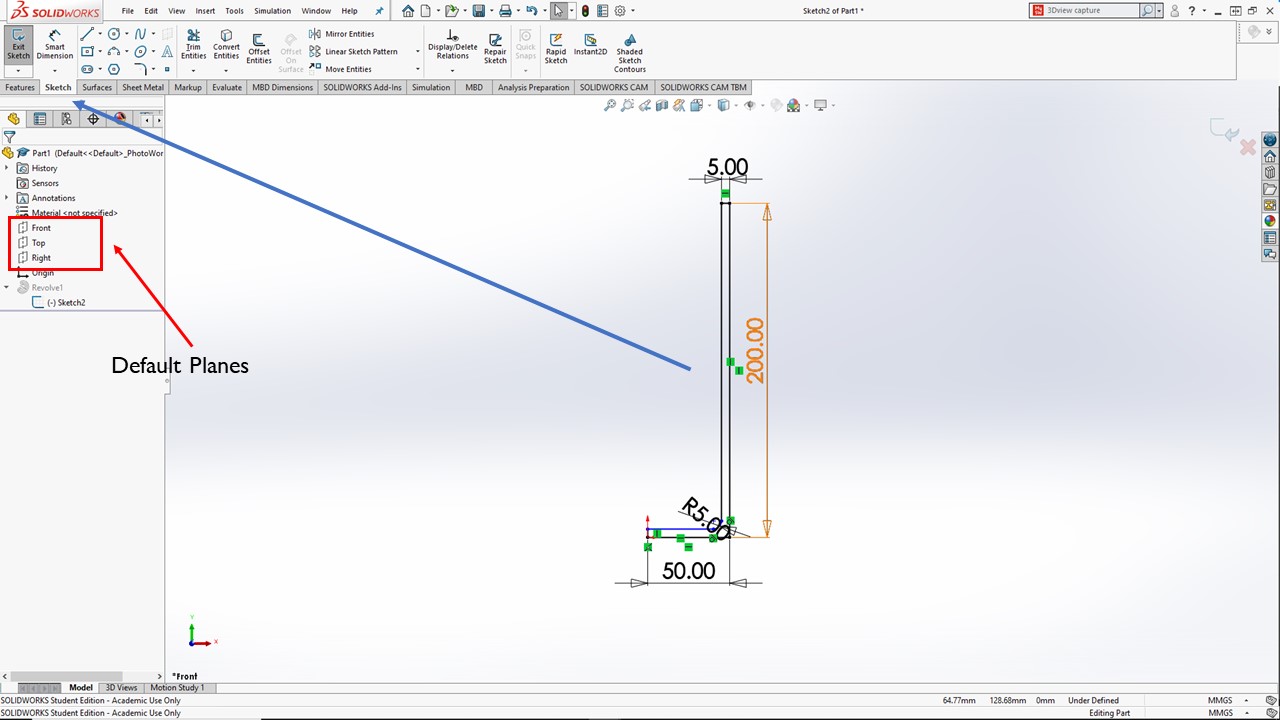 SOLIDWORKS
File Edit View Insert Tools Simulation Window Help
Sketch2 of Part1 *
3Dview capture
Exit Sketch
Smart Dimension
Trim Entities
Convert Entities
Offset Entities
Offset On Surface
Mirror Entities
Linear Sketch Pattern
Move Entities
Display/Delete Relations
Repair Sketch
Quick Snaps
Rapid Sketch
Instant2D
Shaded Sketch Contours
Features Sketch Surfaces Sheet Metal Markup Evaluate MBD Dimensions SOLIDWORKS Add-Ins Simulation MBD Analysis Preparation SOLIDWORKS CAM SOLIDWORKS CAM TBM
Part1 (Default<<Default>_PhotoWor
History
Sensors
Annotations
Material <not specified>
Front
Top
Right
Origin
Revolve1
(-) Sketch2
Default Planes
5.00
200.00
R5.00
50.00
Y
X
*Front
Model 3D Views Motion Study 1
SOLIDWORKS Student Edition - Academic Use Only 64.77mm 128.68mm 0mm Under Defined MMGS
SOLIDWORKS Student Edition - Academic Use Only Editing Part MMGS